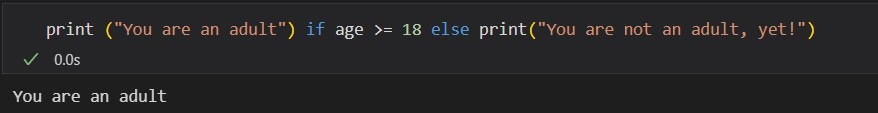 print ("You are an adult") if age >= 18 else print("You are not an adult, yet!")
0.0s
You are an adult